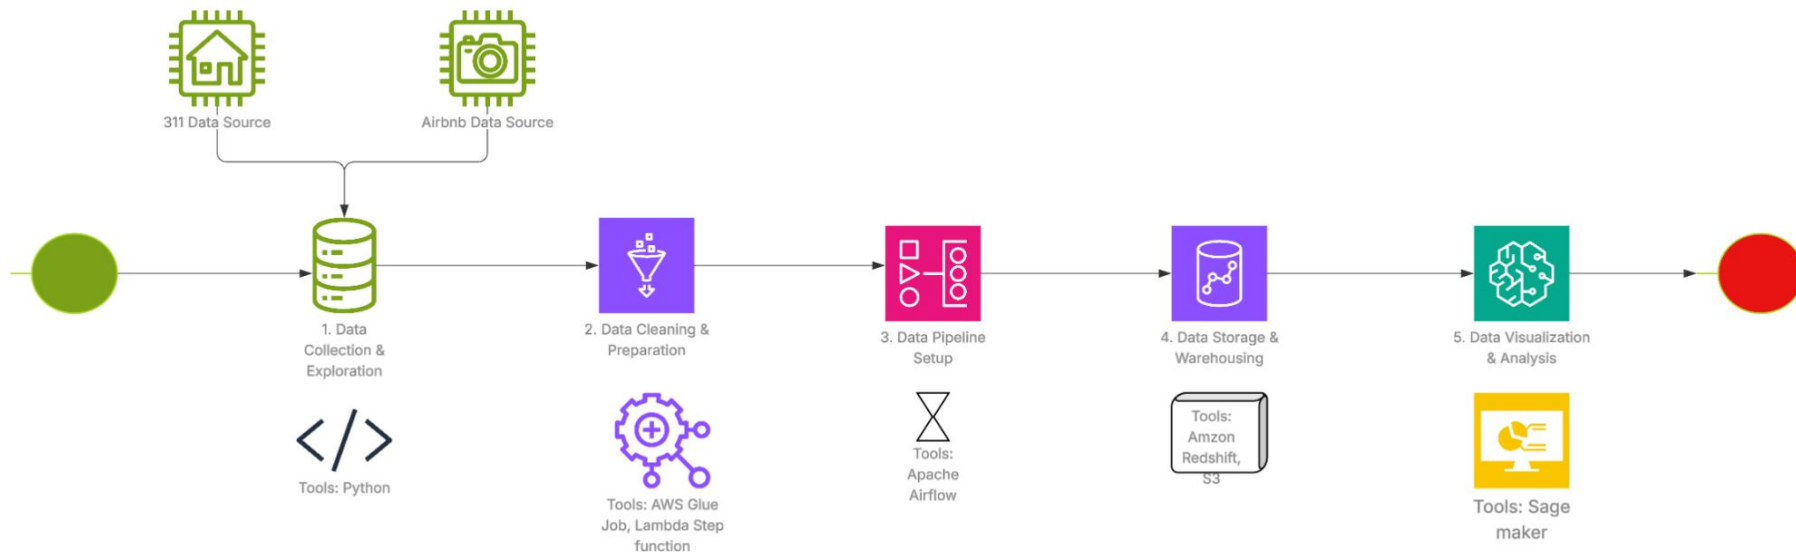 311 Data Source
Airbnb Data Source
1. Data
Collection &
Exploration
2. Data Cleaning &
Preparation
3. Data Pipeline
Setup
4. Data Storage &
Warehousing
5. Data Visualization
& Analysis
Tools: Python
Tools: AWS Glue
Job, Lambda Step
function
Tools:
Apache
Airflow
Tools:
Amzon
Redshift,
S3
Tools: Sage
maker